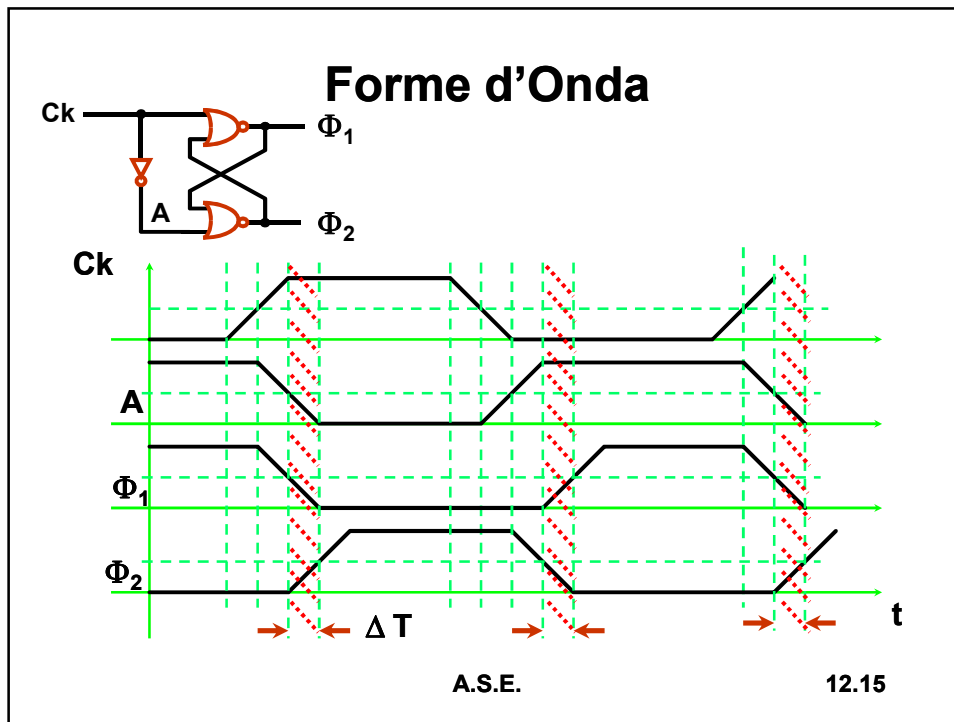 Forme d'Onda
Ck
Φ1
A
Φ2
Ck
A
Φ1
Φ2
t
Δ T
A.S.E.
12.15